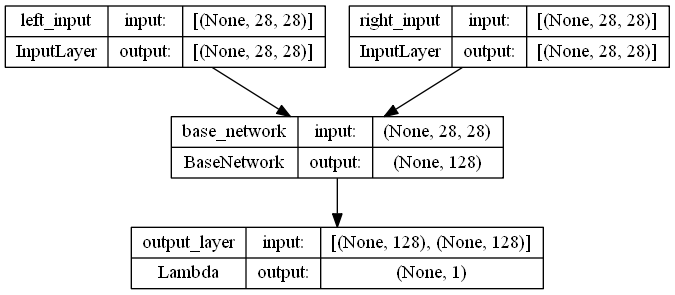 left_input input: [(None, 28, 28)]
InputLayer output: [(None, 28, 28)]
right_input input: [(None, 28, 28)]
InputLayer output: [(None, 28, 28)]
base_network input: (None, 28, 28)
BaseNetwork output: (None, 128)
output_layer input: [(None, 128), (None, 128)]
Lambda output: (None, 1)